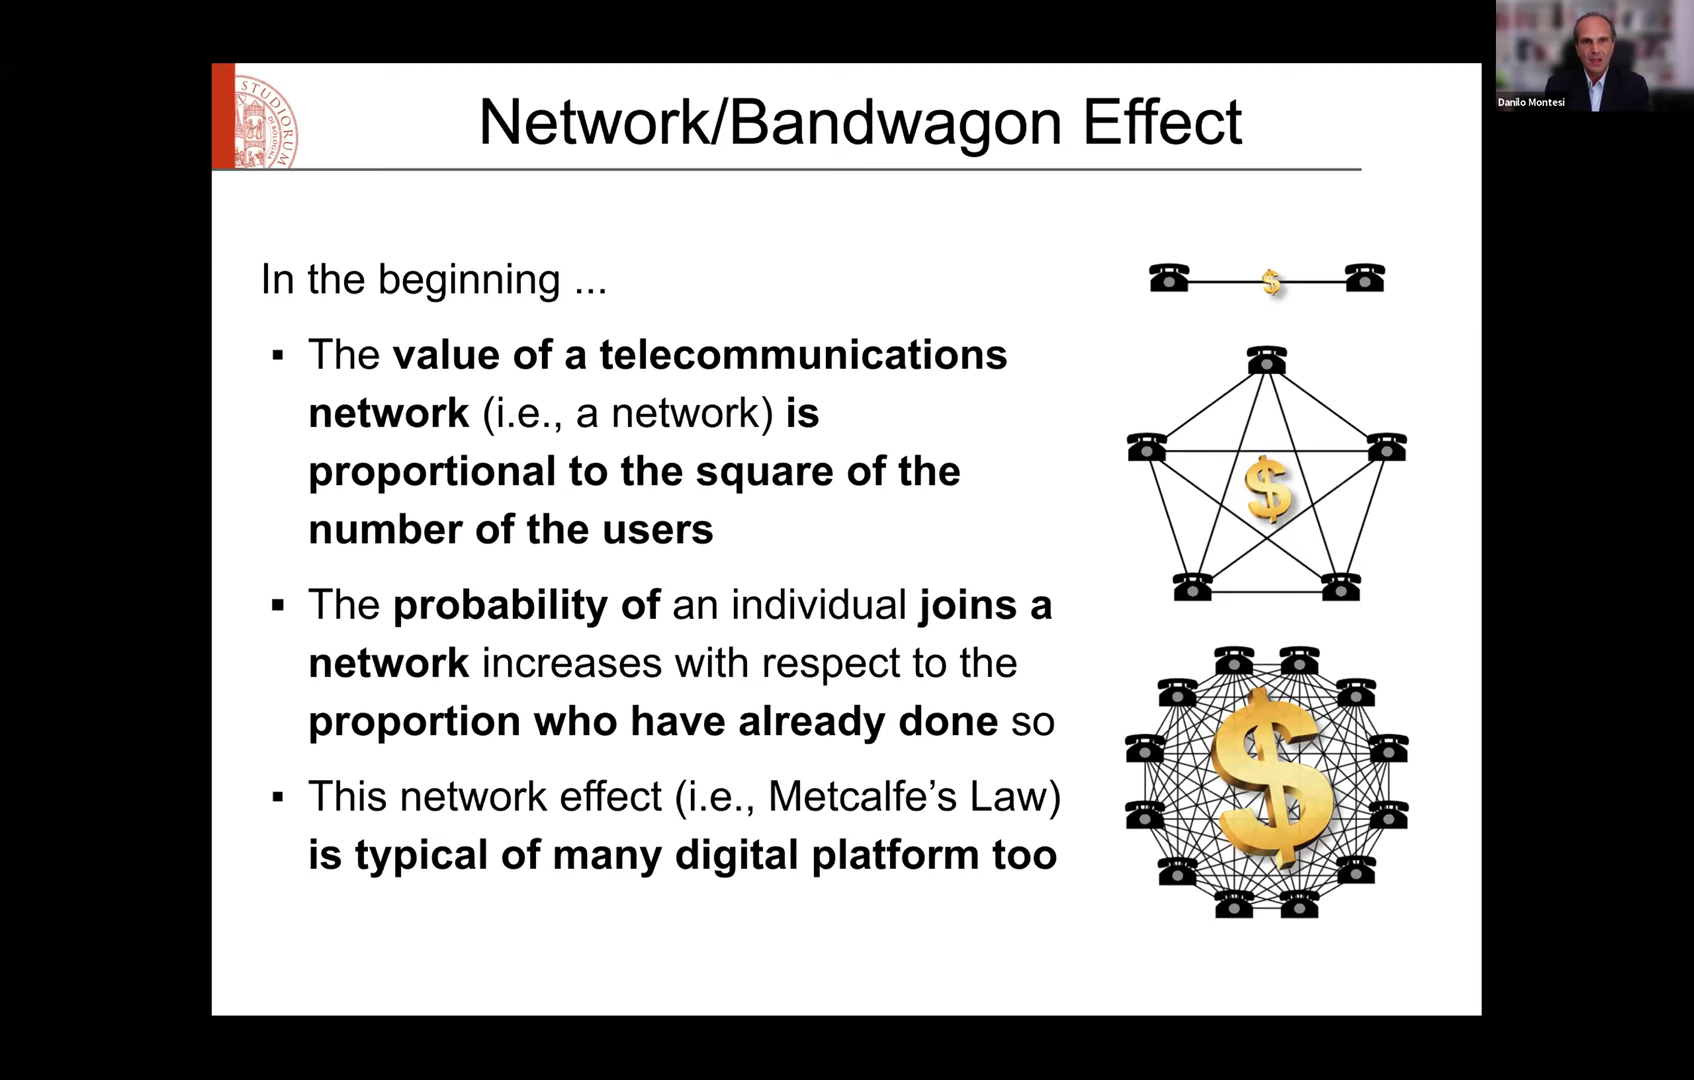 Network/Bandwagon Effect
STUDIORUM
Danilo Montesi
In the beginning ...
▪ The value of a telecommunications
network (i.e., a network) is
proportional to the square of the
number of the users
▪ The probability of an individual joins a
network increases with respect to the
proportion who have already done so
▪ This network effect (i.e., Metcalfe’s Law)
is typical of many digital platform too
$
$
$